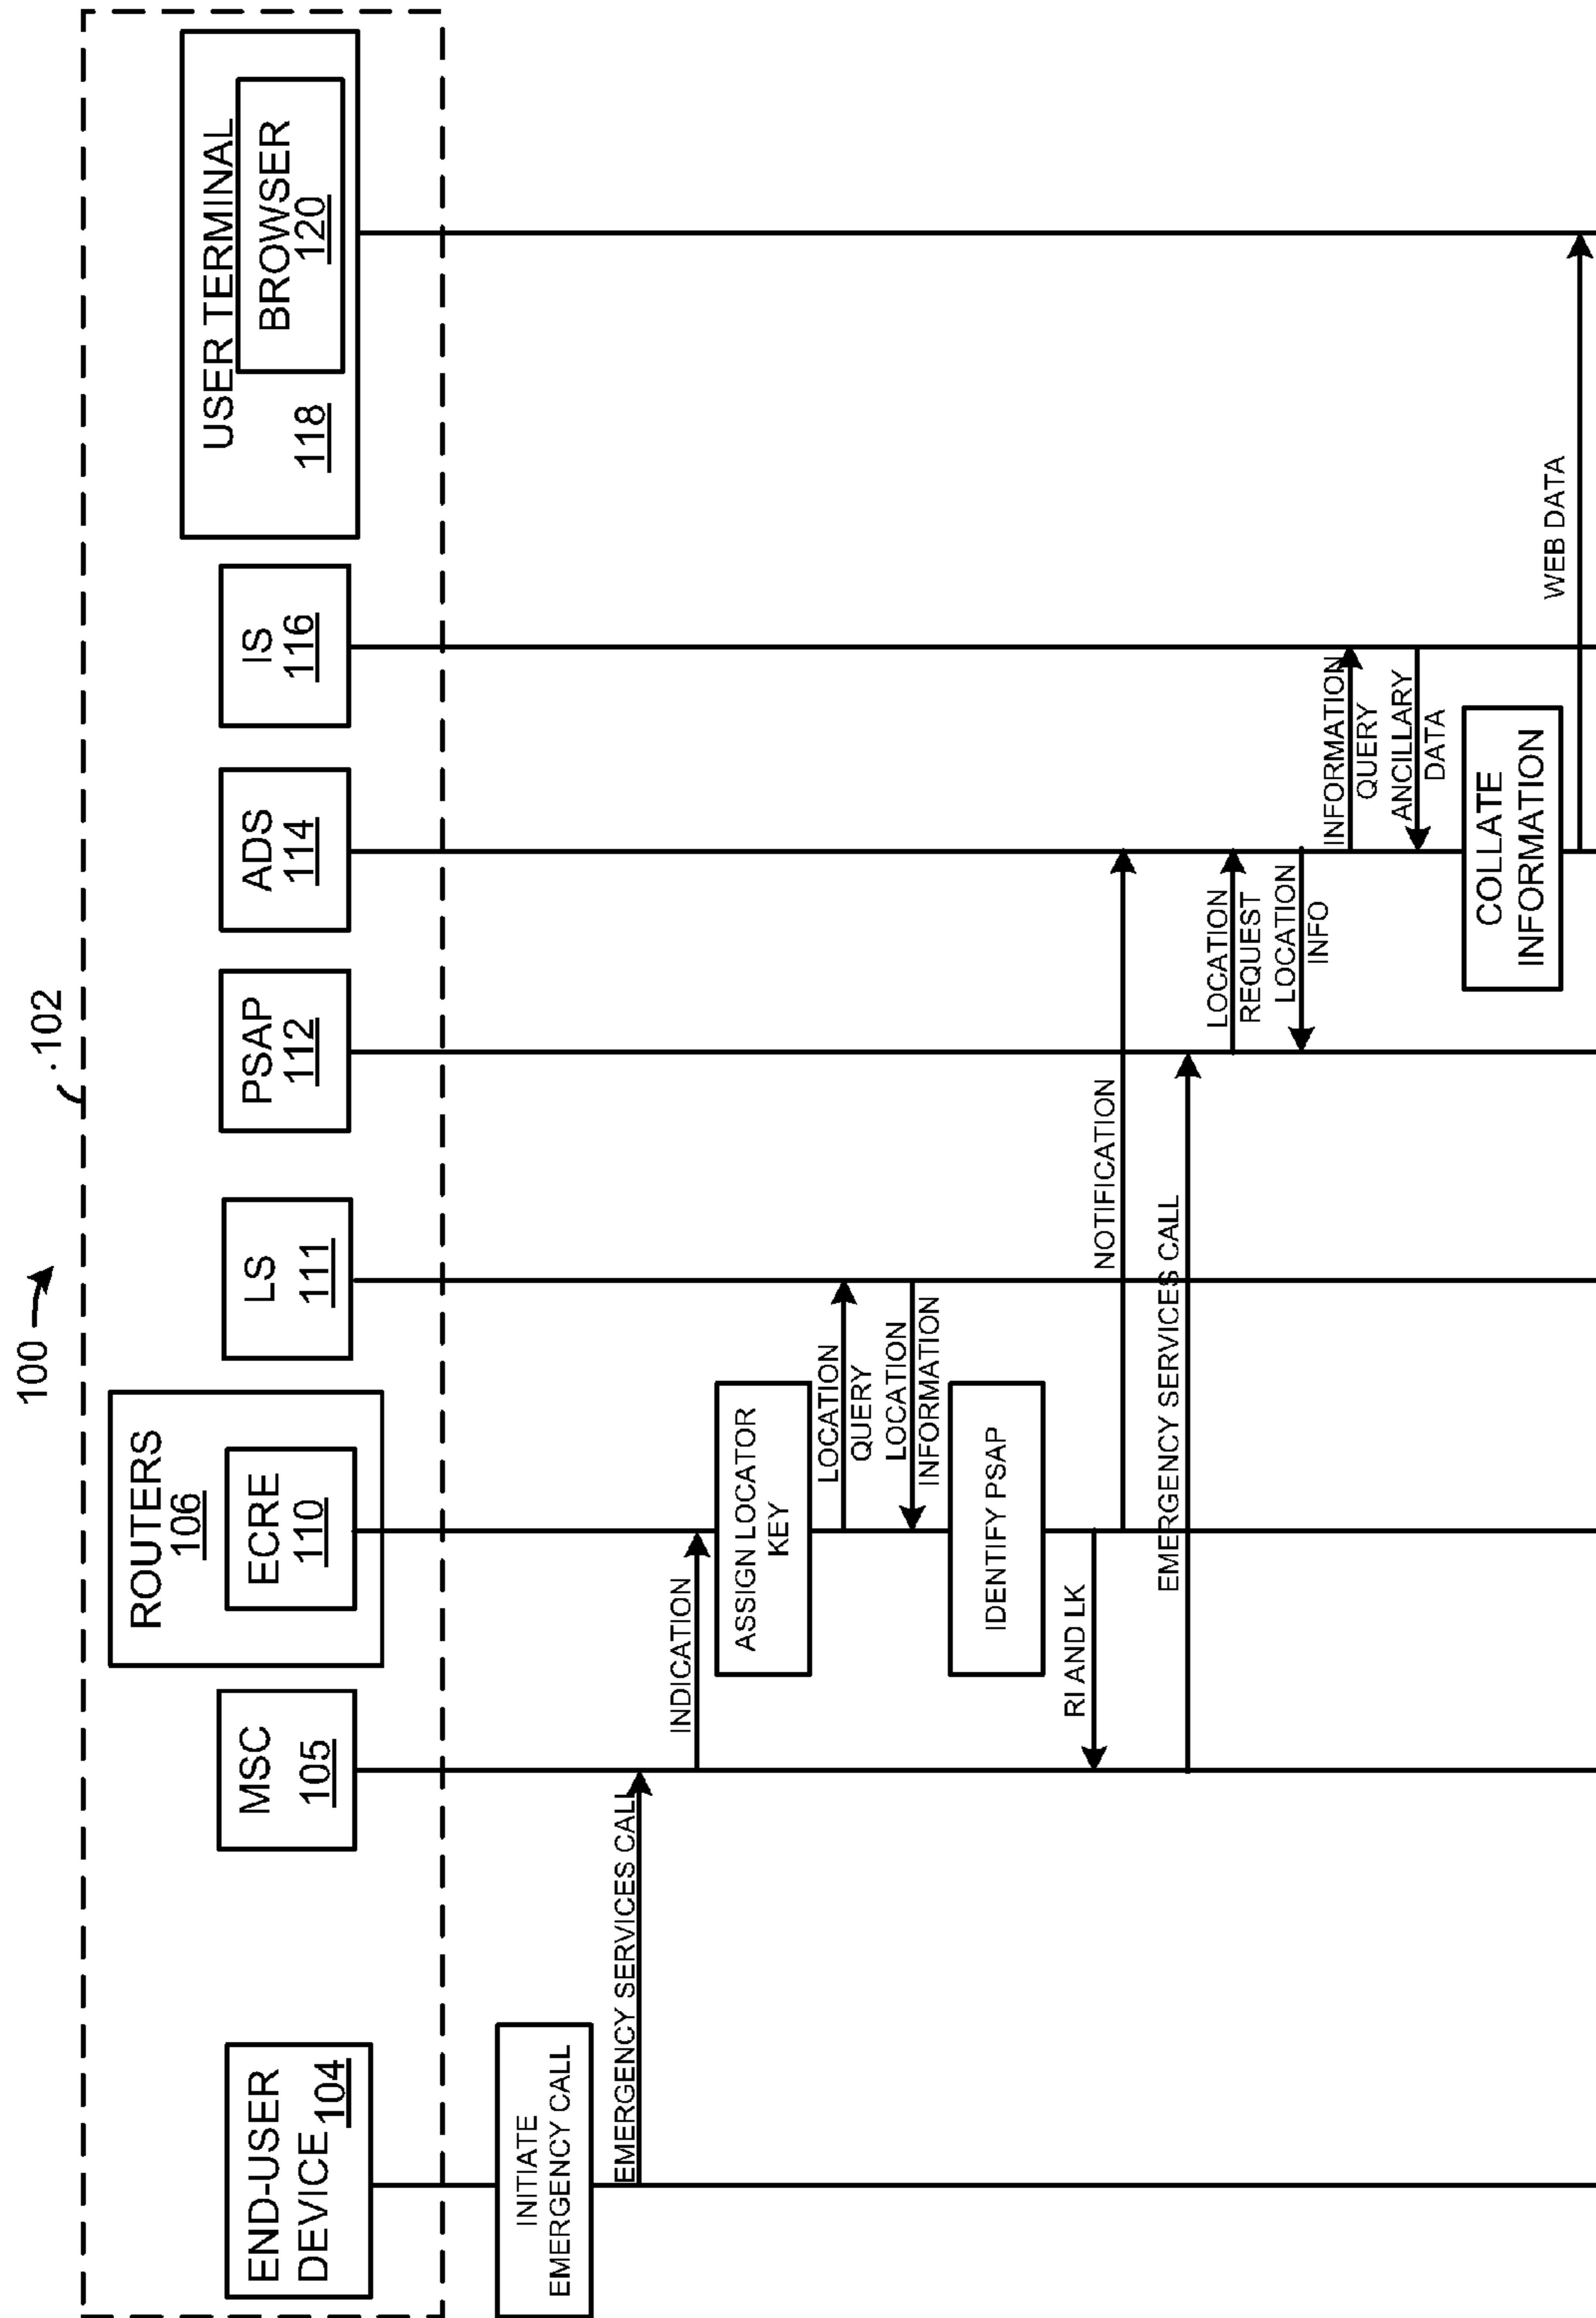 100
102
END-USER
DEVICE 104
MSC
105
ROUTERS
106
ECRE
110
LS
111
PSAP
112
ADS
114
IS
116
USER TERMINAL
BROWSER
120
118
INITIATE
EMERGENCY CALL
EMERGENCY SERVICES CALL
INDICATION
ASSIGN LOCATOR
KEY
LOCATION
QUERY
LOCATION
INFORMATION
IDENTIFY PSAP
RI AND LK
NOTIFICATION
EMERGENCY SERVICES CALL
LOCATION
REQUEST
LOCATION
INFO
INFORMATION
QUERY
ANCILLARY
DATA
COLLATE
INFORMATION
WEB DATA